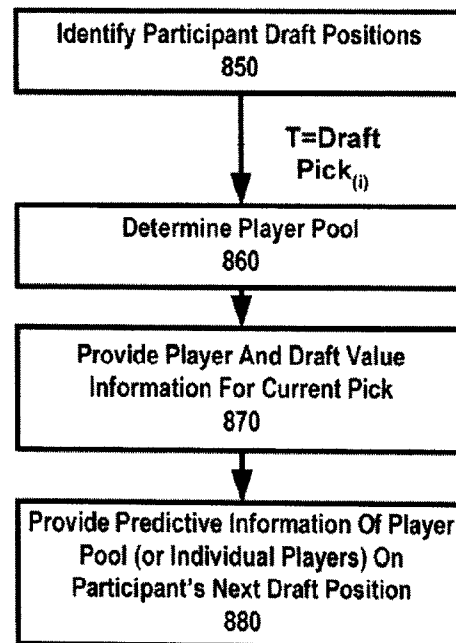 Identify Participant Draft Positions
850
T=Draft
Pick(i)
Determine Player Pool
860
Provide Player And Draft Value
Information For Current Pick
870
Provide Predictive Information Of Player
Pool (or Individual Players) On
Participant's Next Draft Position
880